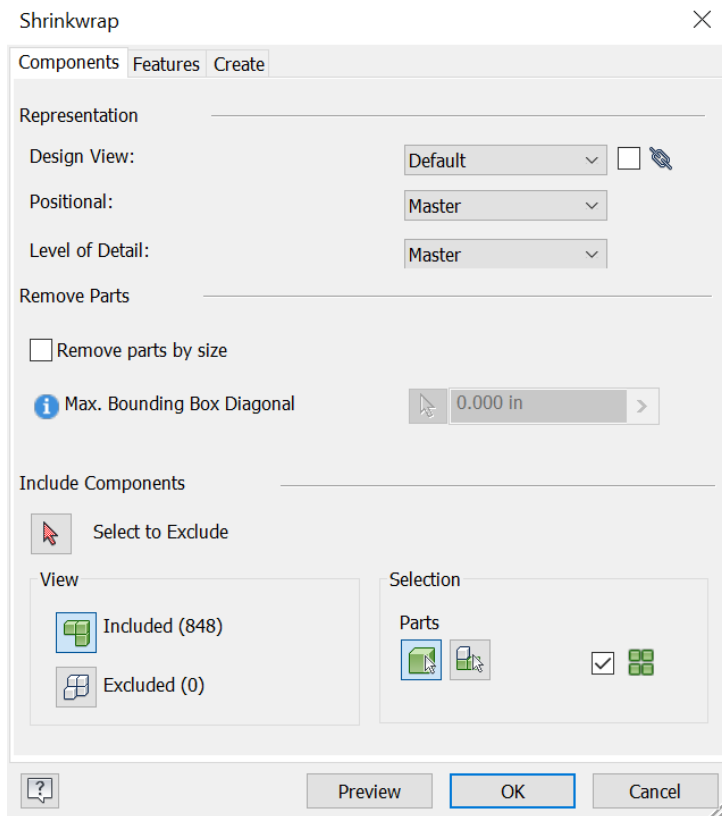 Shrinkwrap
Components Features Create
Representation
Design View: Default
Positional: Master
Level of Detail: Master
Remove Parts
Remove parts by size
Max. Bounding Box Diagonal 0.000 in
Include Components
Select to Exclude
View
Included (848)
Excluded (0)
Selection
Parts
Preview OK Cancel